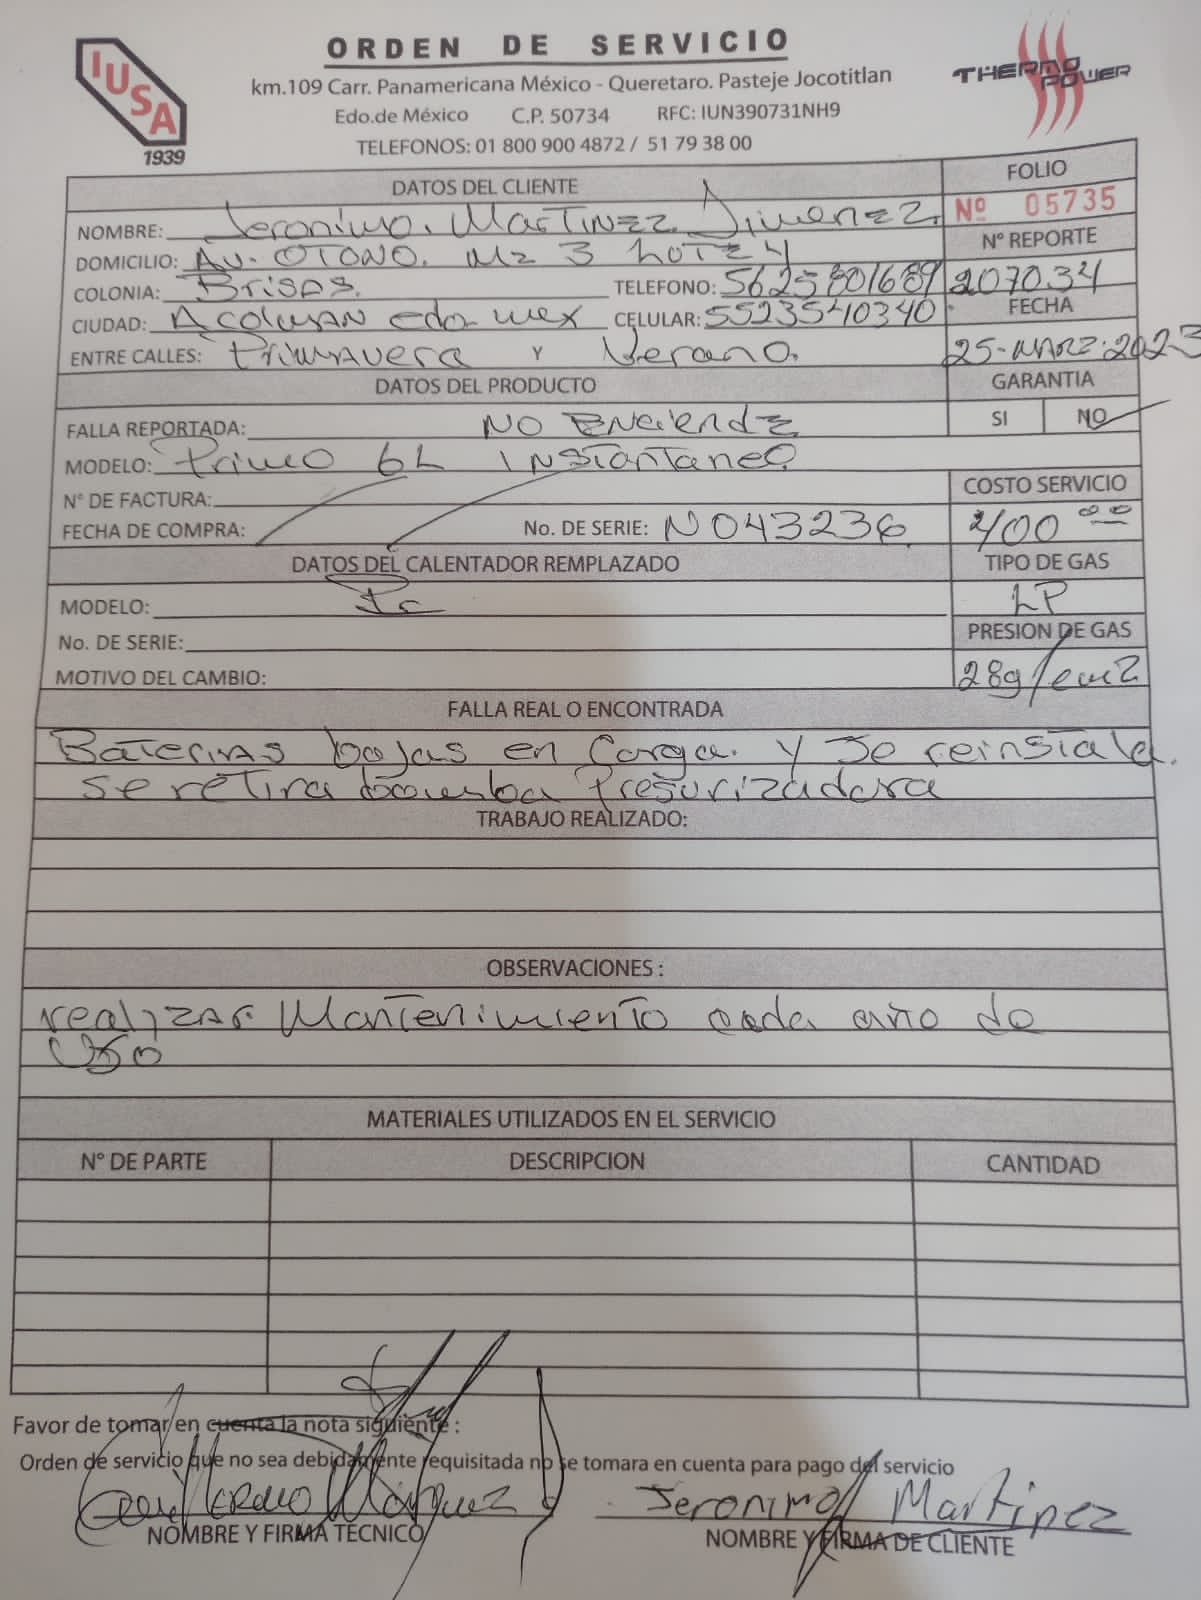 IUSA
1939
ORDEN DE SERVICIO
km.109 Carr. Panamericana México - Queretaro. Pasteje Jocotitlan
Edo.de México C.P. 50734 RFC: IUN390731NH9
TELEFONOS: 01 800 900 4872 / 51 79 38 00
THERMO POWER
DATOS DEL CLIENTE
FOLIO
Nº 05735
NOMBRE: Jeronimo. Martinez Jimenez.
Nº REPORTE
207034
DOMICILIO: Av. OTOÑO. Mz 3 LOTE 4
COLONIA: Brisas. TELEFONO: 5625801689
FECHA
25-MARZ-2023
CIUDAD: Acolman edo. mex CELULAR: 5523540340
ENTRE CALLES: Primavera Y Verano.
DATOS DEL PRODUCTO
GARANTIA
SI NO
FALLA REPORTADA: NO Enciende
MODELO: Primo 6L INSTANTANEO
N° DE FACTURA:
COSTO SERVICIO
400 00
FECHA DE COMPRA: No. DE SERIE: N043236
DATOS DEL CALENTADOR REMPLAZADO
TIPO DE GAS
LP
MODELO:
No. DE SERIE:
PRESION DE GAS
28g/cm2
MOTIVO DEL CAMBIO:
FALLA REAL O ENCONTRADA
Baterias bajas en Carga. y se reinstala.
se retira bomba Presurizadora
TRABAJO REALIZADO:
OBSERVACIONES :
realizar Mantenimiento cada año de
USO
MATERIALES UTILIZADOS EN EL SERVICIO
N° DE PARTE DESCRIPCION CANTIDAD
Favor de tomar en cuenta la nota siguiente :
Orden de servicio que no sea debidamente requisitada no se tomara en cuenta para pago del servicio
Guillermo Márquez
NOMBRE Y FIRMA TECNICO
Jeronimo Martinez
NOMBRE Y FIRMA DE CLIENTE